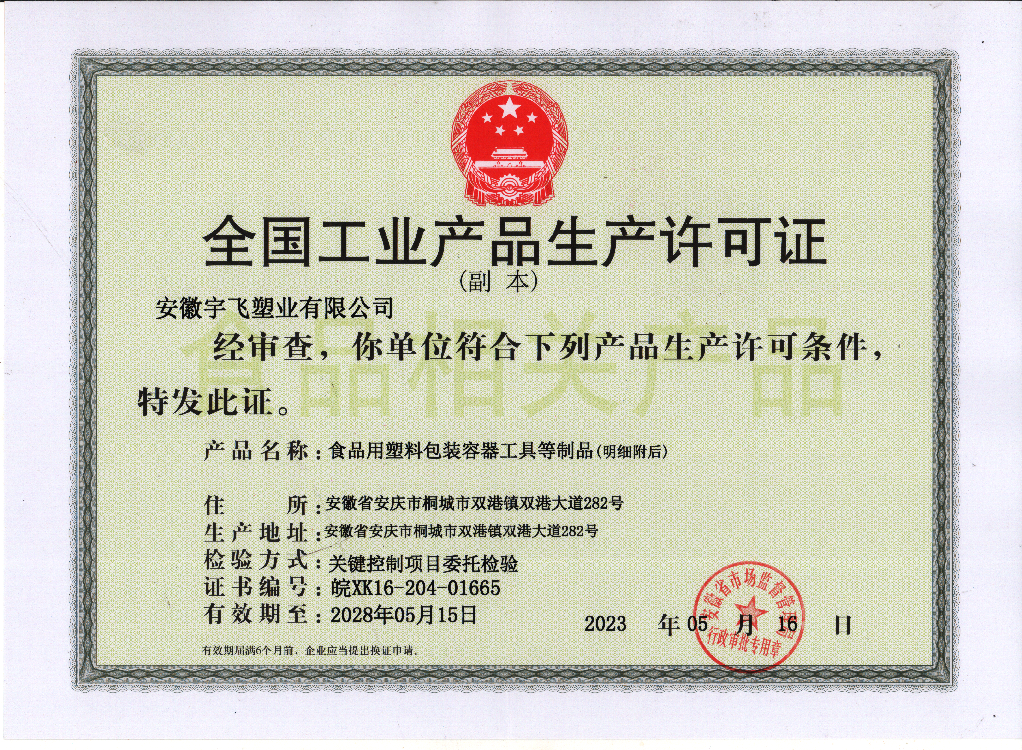 全国工业产品生产许可证
(副 本)
安徽宇飞塑业有限公司
食品相关产品
经审查，你单位符合下列产品生产许可条件，
特发此证。
产品名称：食品用塑料包装容器工具等制品(明细附后)
住 所：安徽省安庆市桐城市双港镇双港大道282号
生产地址：安徽省安庆市桐城市双港镇双港大道282号
检验方式：关键控制项目委托检验
证书编号：皖XK16-204-01665
有效期至：2028年05月15日
2023 年 05 月 16 日
安徽省市场监督管理局
行政审批专用章
有效期届满6个月前，企业应当提出换证申请。